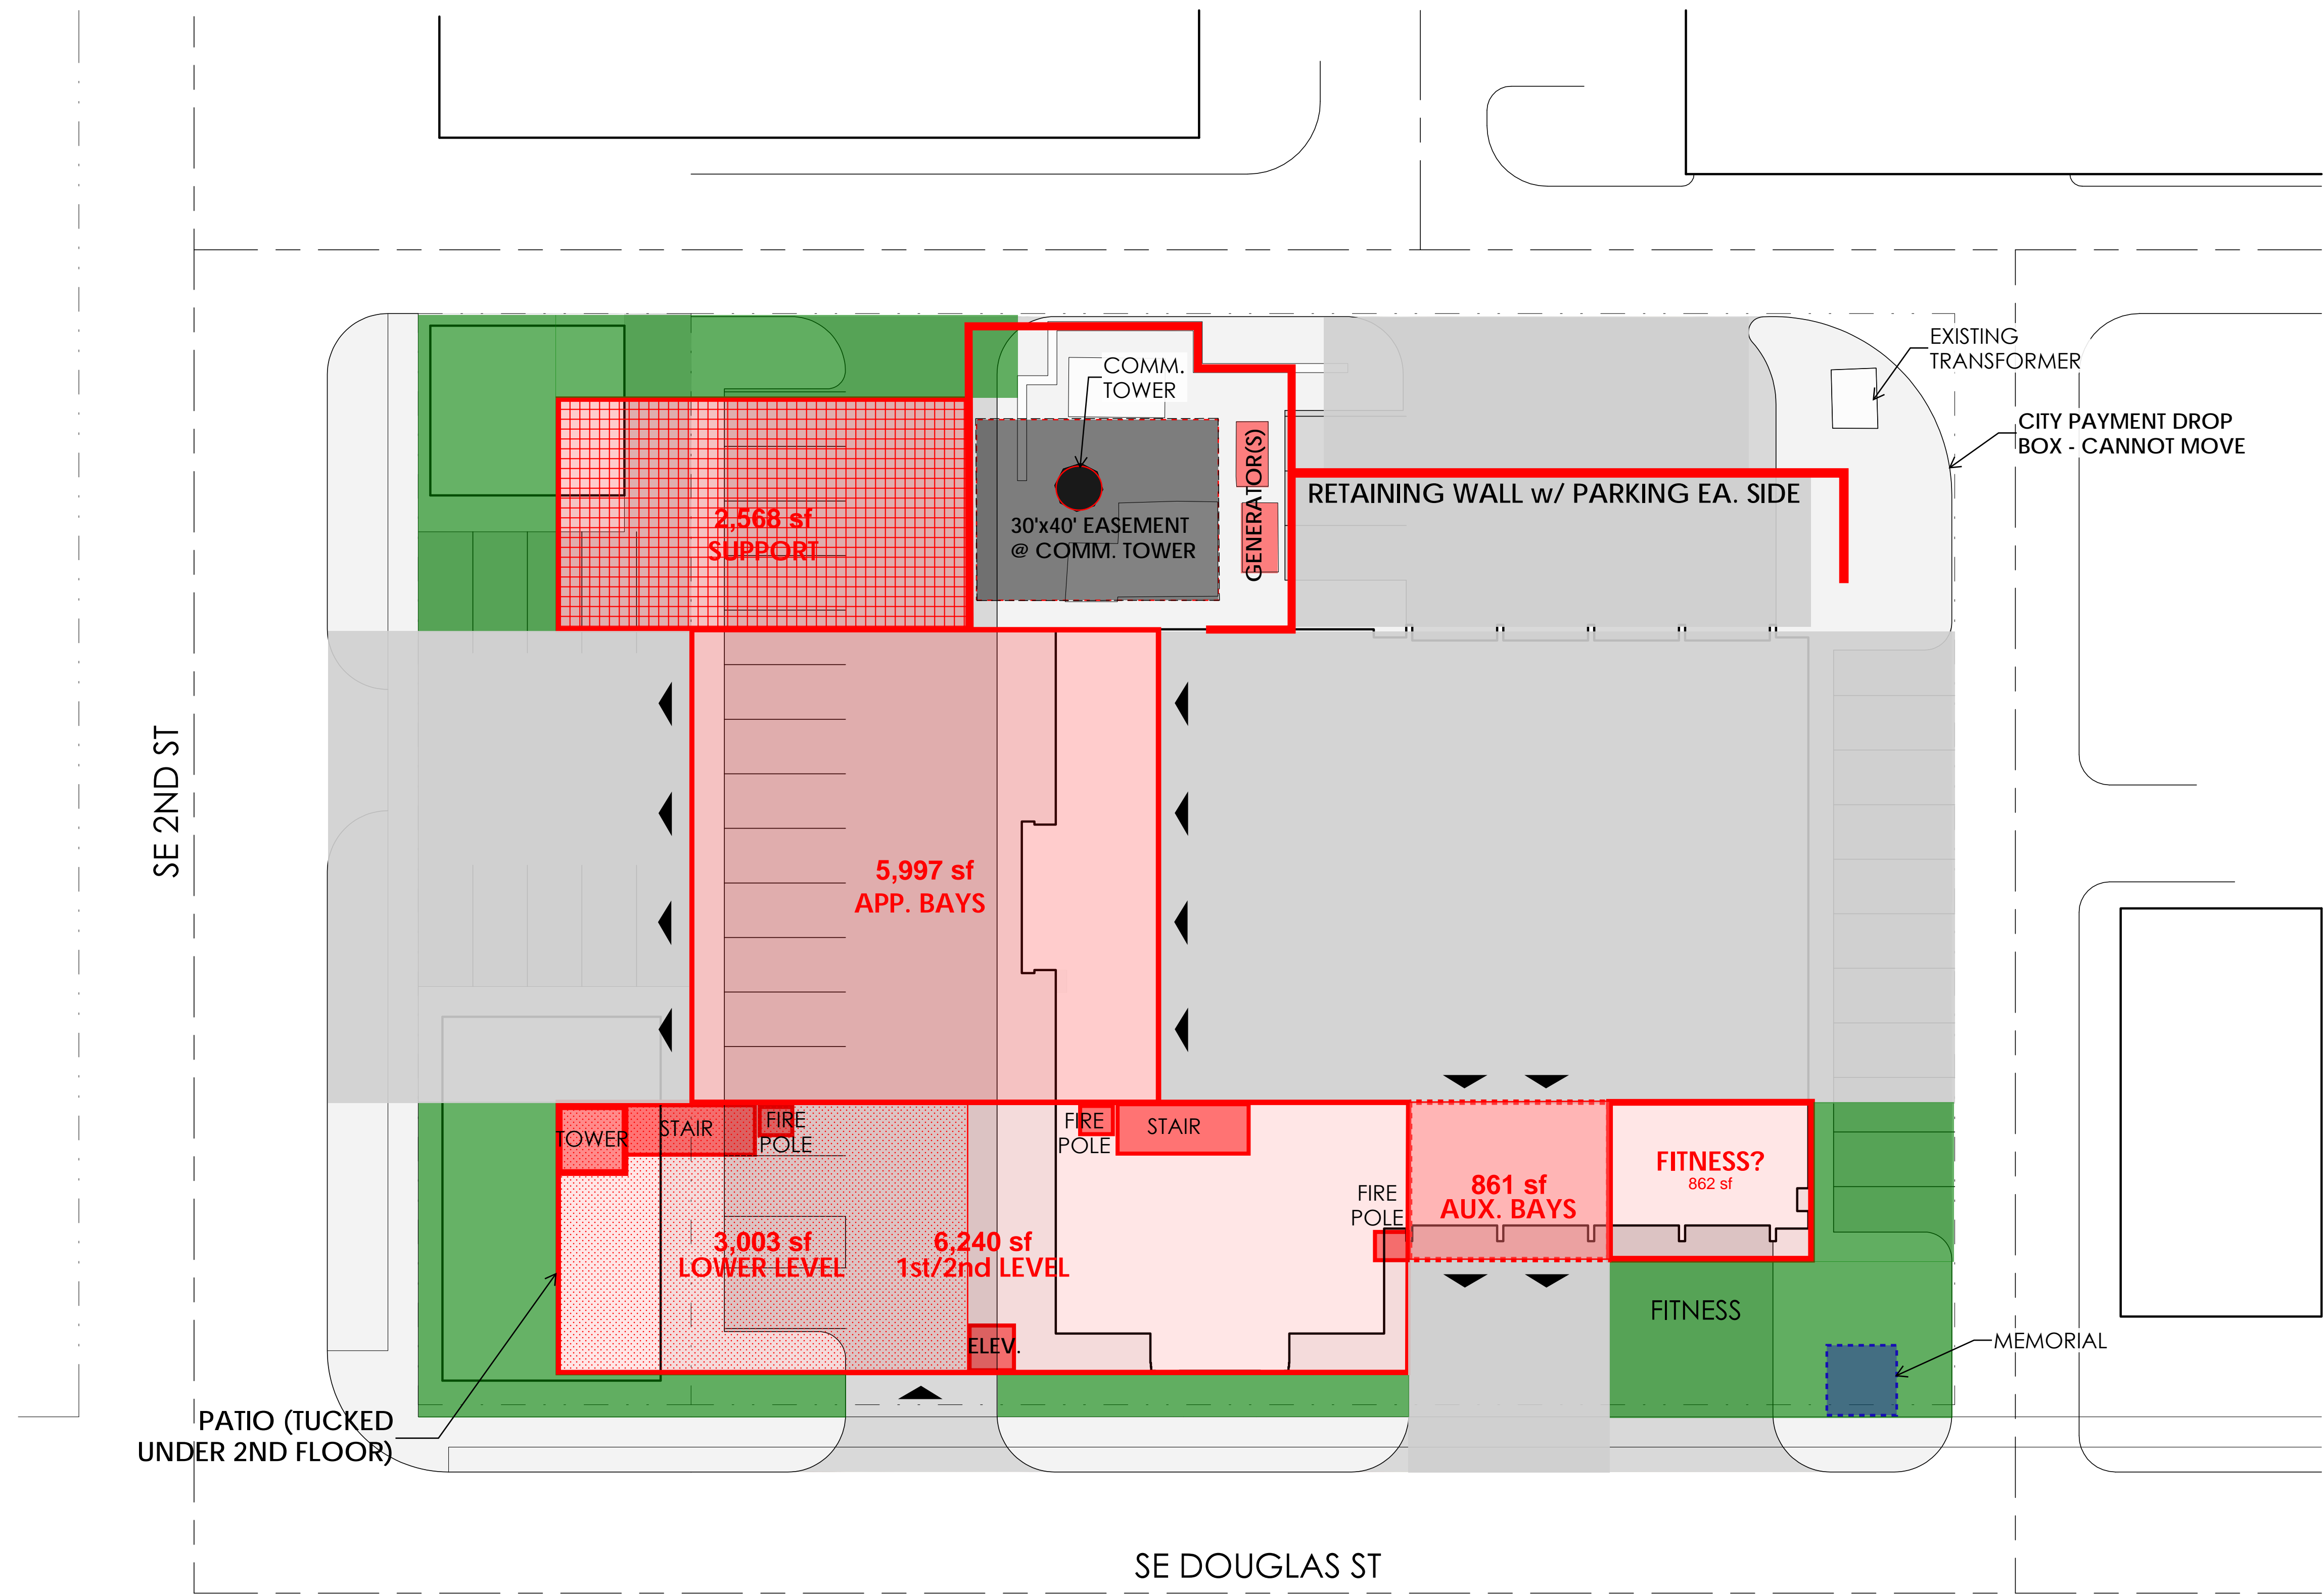 COMM.
TOWER
EXISTING
TRANSFORMER
CITY PAYMENT DROP
BOX - CANNOT MOVE
GENERATOR(S)
RETAINING WALL w/ PARKING EA. SIDE
2,568 sf
SUPPORT
30'x40' EASEMENT
@ COMM. TOWER
SE 2ND ST
5,997 sf
APP. BAYS
TOWER
STAIR
FIRE
POLE
FIRE
POLE
STAIR
FIRE
POLE
861 sf
AUX. BAYS
FITNESS?
862 sf
3,003 sf
LOWER LEVEL
6,240 sf
1st/2nd LEVEL
ELEV.
FITNESS
MEMORIAL
PATIO (TUCKED
UNDER 2ND FLOOR)
SE DOUGLAS ST